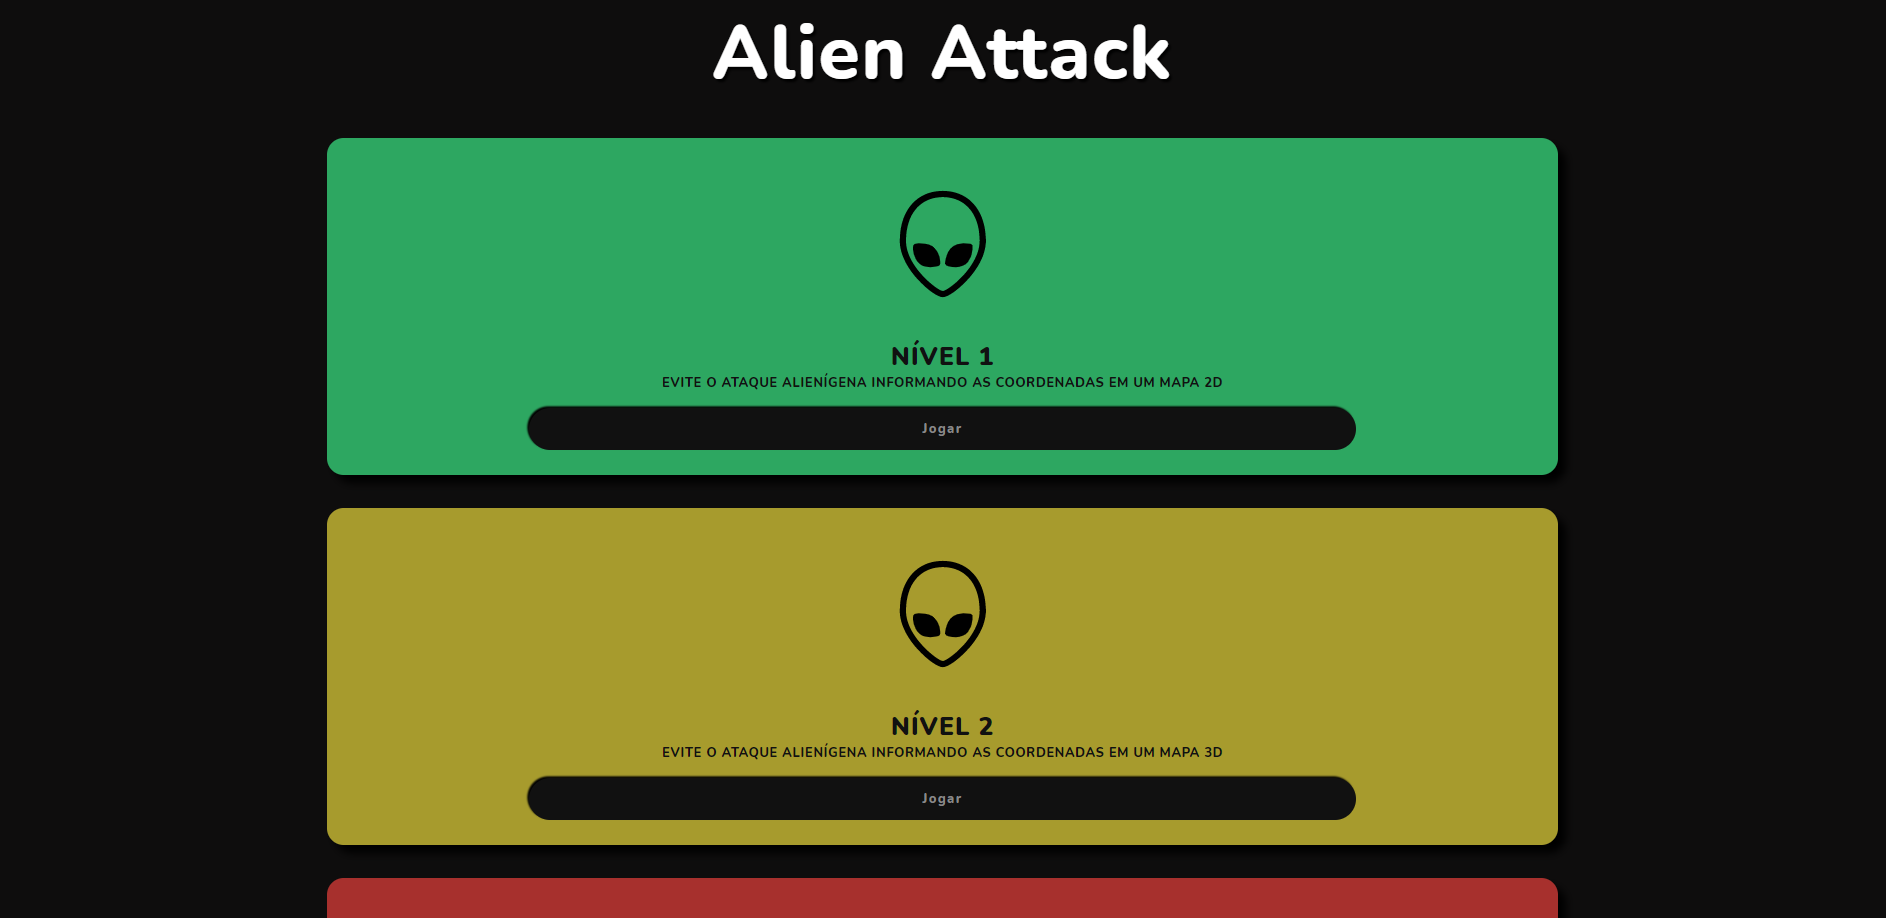 Alien Attack
NÍVEL 1
EVITE O ATAQUE ALIENÍGENA INFORMANDO AS COORDENADAS EM UM MAPA 2D
Jogar
NÍVEL 2
EVITE O ATAQUE ALIENÍGENA INFORMANDO AS COORDENADAS EM UM MAPA 3D
Jogar